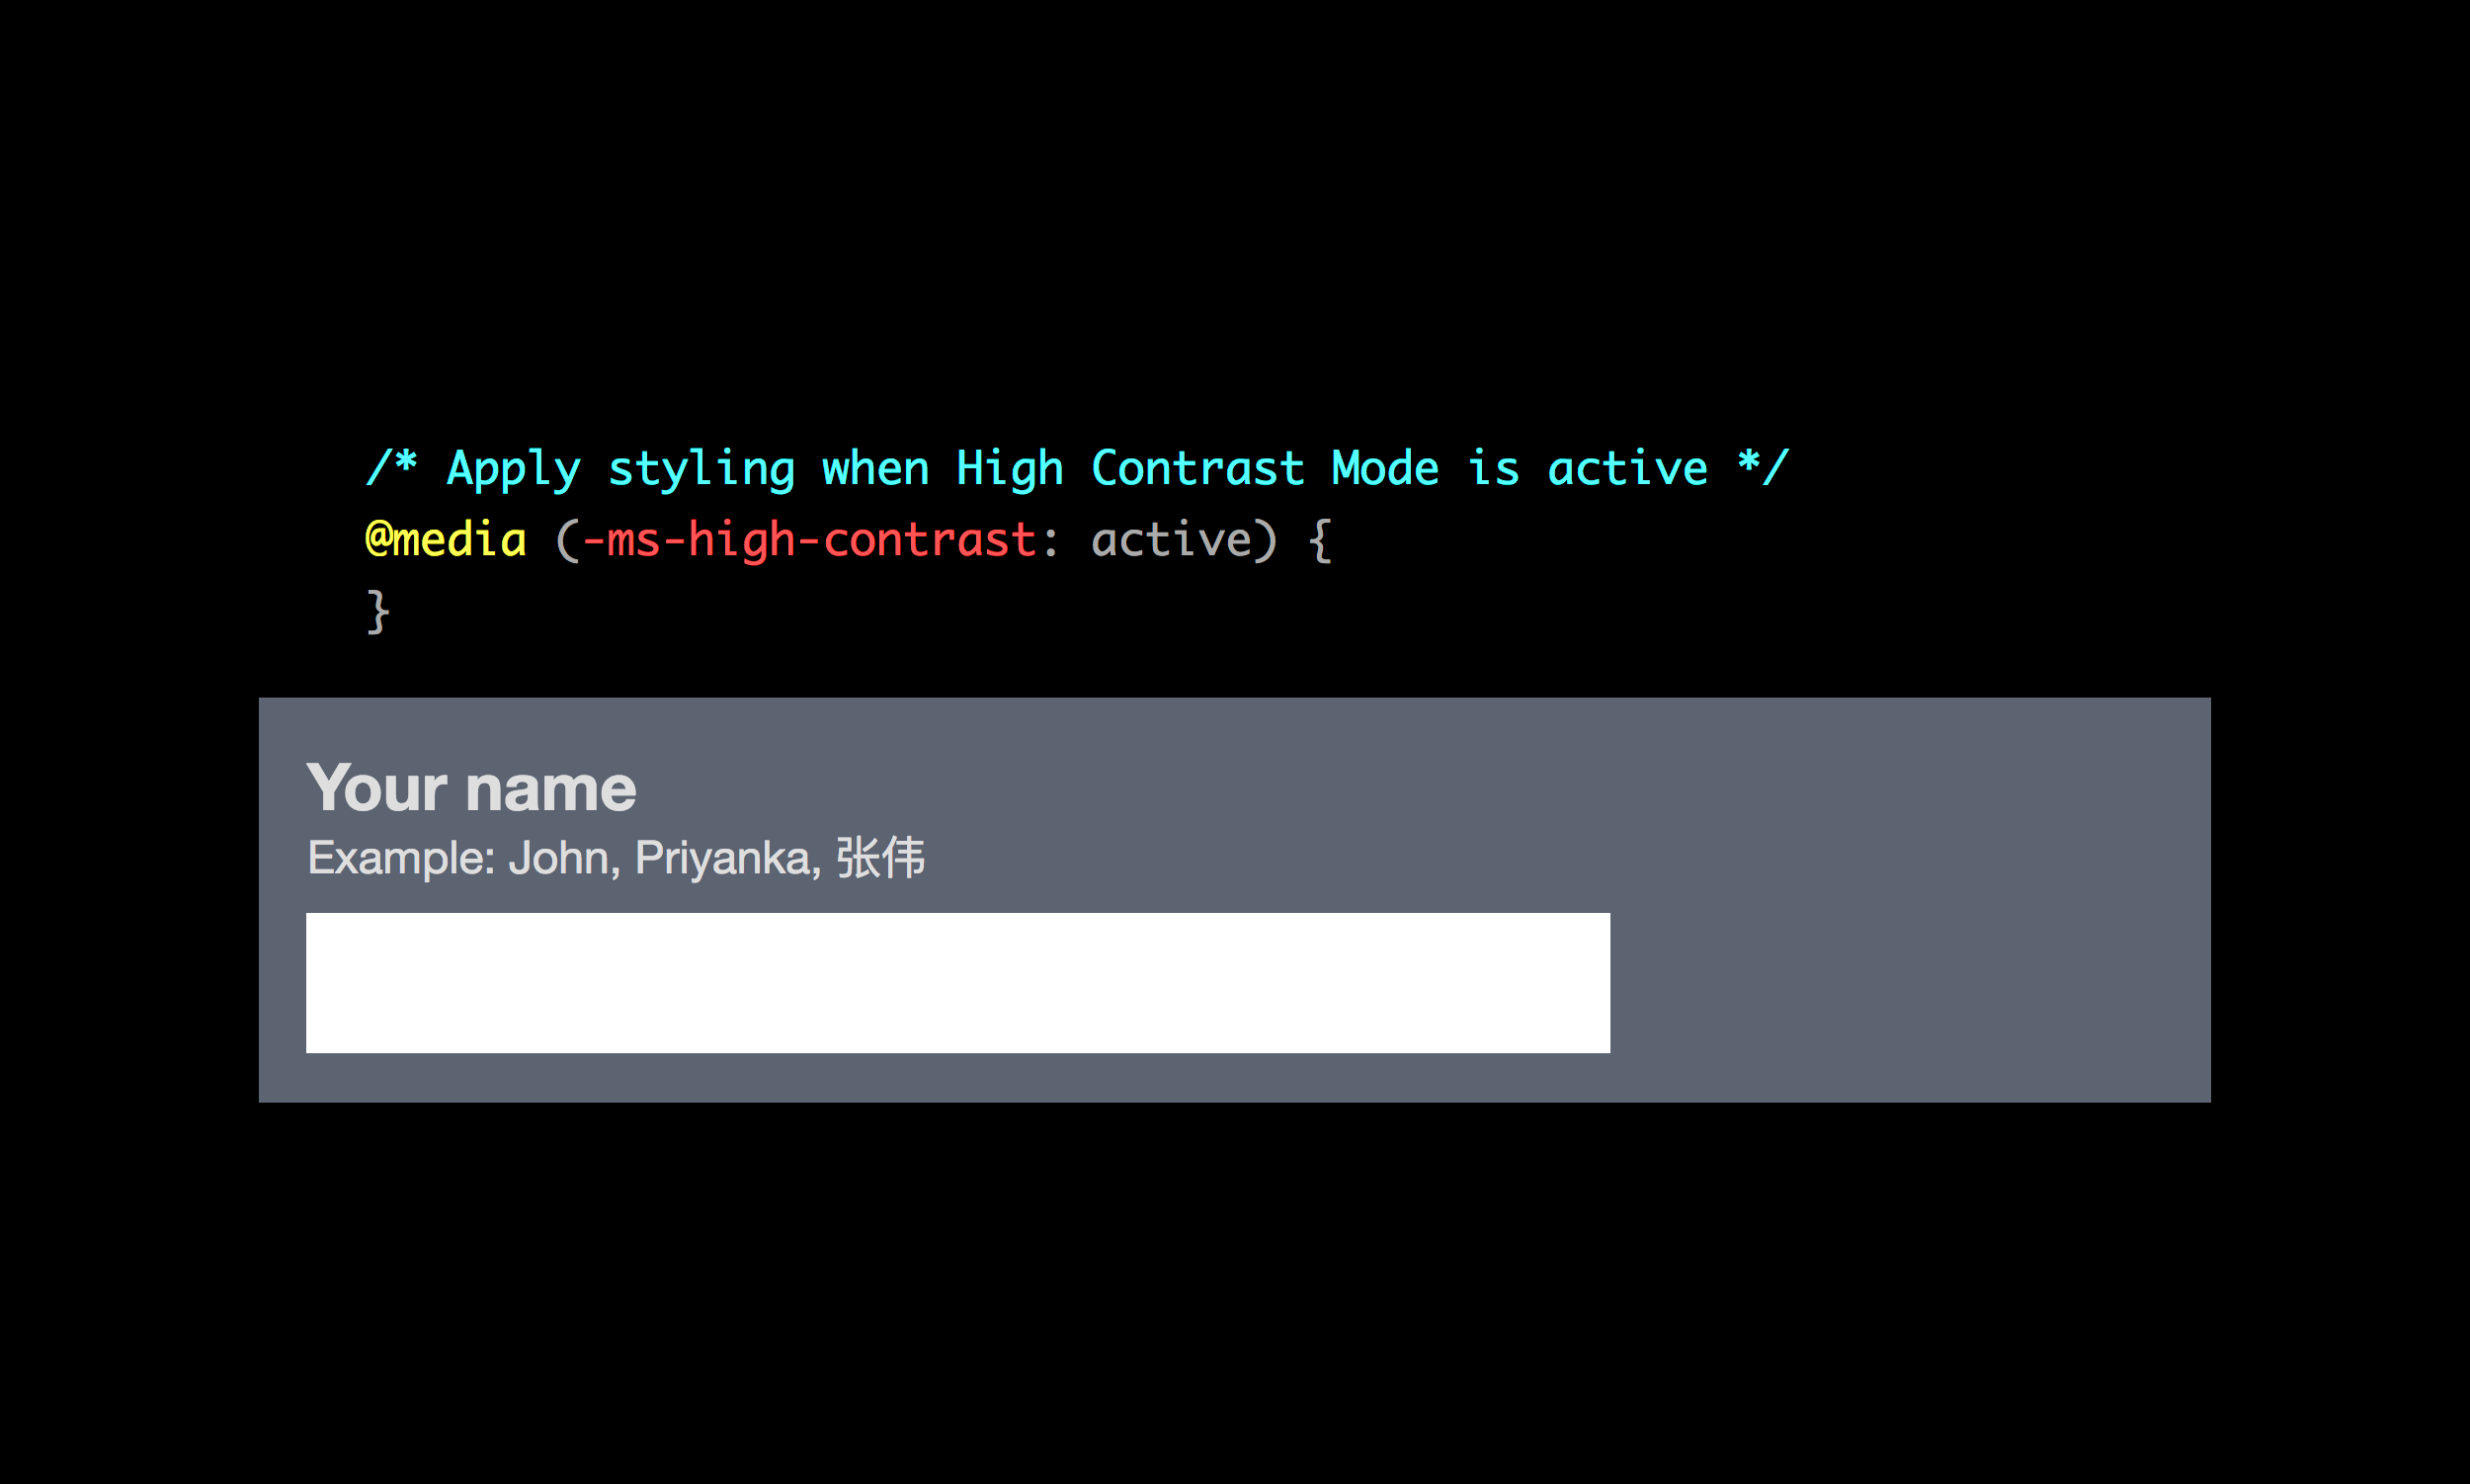 /* Apply styling when High Contrast Mode is active */
@media (-ms-high-contrast: active) {
}
Your name
Example: John, Priyanka, 张伟